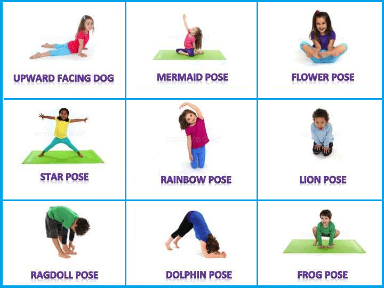 UPWARD FACING DOG
MERMAID POSE
FLOWER POSE
STAR POSE
RAINBOW POSE
LION POSE
RAGDOLL POSE
DOLPHIN POSE
FROG POSE